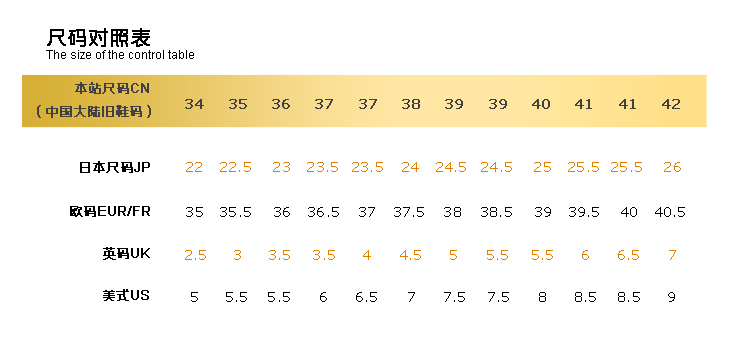 尺码对照表
The size of the control table
本站尺码CN
（中国大陆旧鞋码） 34 35 36 37 37 38 39 39 40 41 41 42
日本尺码JP 22 22.5 23 23.5 23.5 24 24.5 24.5 25 25.5 25.5 26
欧码EUR/FR 35 35.5 36 36.5 37 37.5 38 38.5 39 39.5 40 40.5
英码UK 2.5 3 3.5 3.5 4 4.5 5 5.5 5.5 6 6.5 7
美式US 5 5.5 5.5 6 6.5 7 7.5 7.5 8 8.5 8.5 9